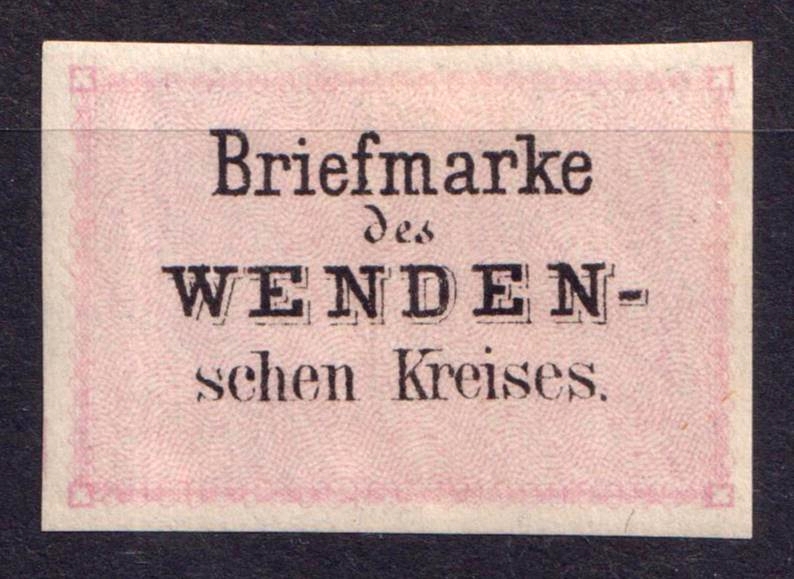 Briefmarke
des
WENDEN-
schen Kreises.